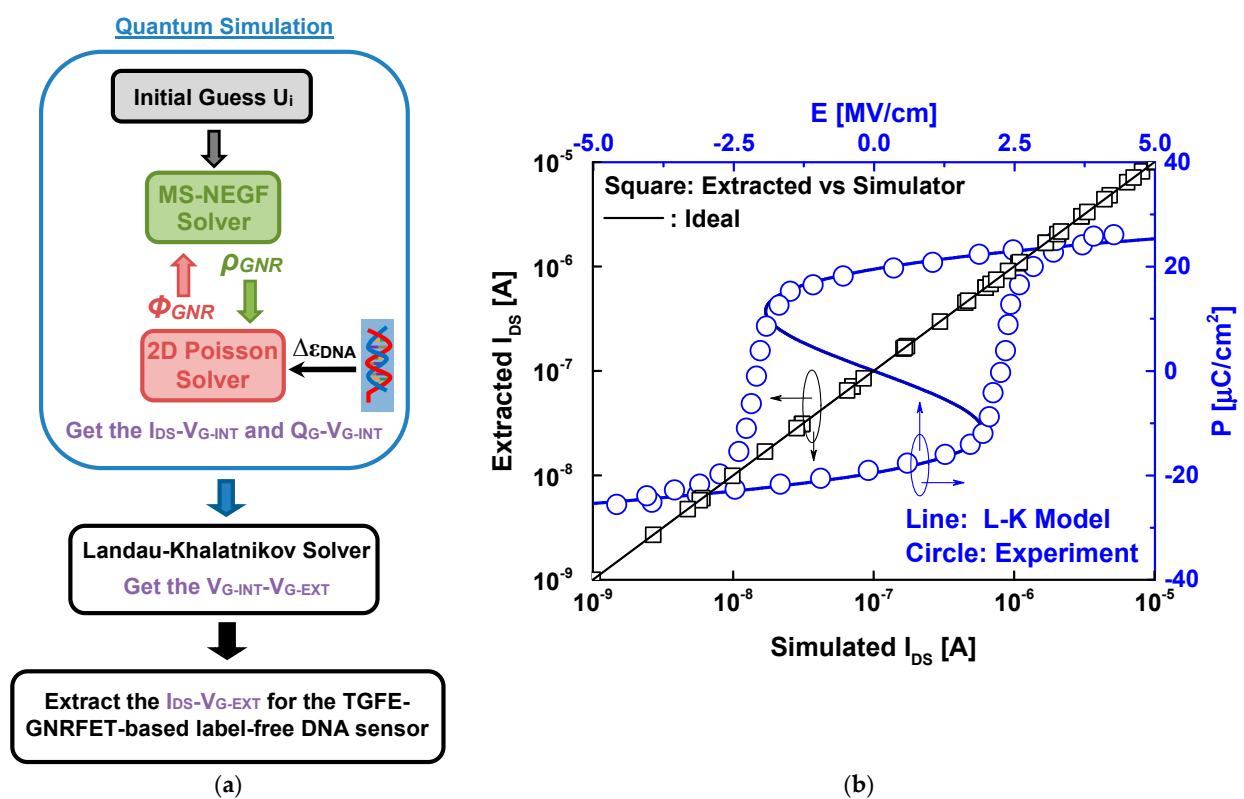 Quantum Simulation
Initial Guess Ui
MS-NEGF
Solver
ρGNR
ΦGNR
2D Poisson
Solver
ΔεDNA
Get the IDS-VG-INT and QG-VG-INT
Landau-Khalatnikov Solver
Get the VG-INT-VG-EXT
Extract the IDS-VG-EXT for the TGFE-
GNRFET-based label-free DNA sensor
(a)
E [MV/cm]
-5.0 -2.5 0.0 2.5 5.0
Square: Extracted vs Simulator
: Ideal
Extracted IDS [A]
10-5
10-6
10-7
10-8
10-9
40
20
0
-20
-40
P [μC/cm2]
Line: L-K Model
Circle: Experiment
10-9 10-8 10-7 10-6 10-5
Simulated IDS [A]
(b)